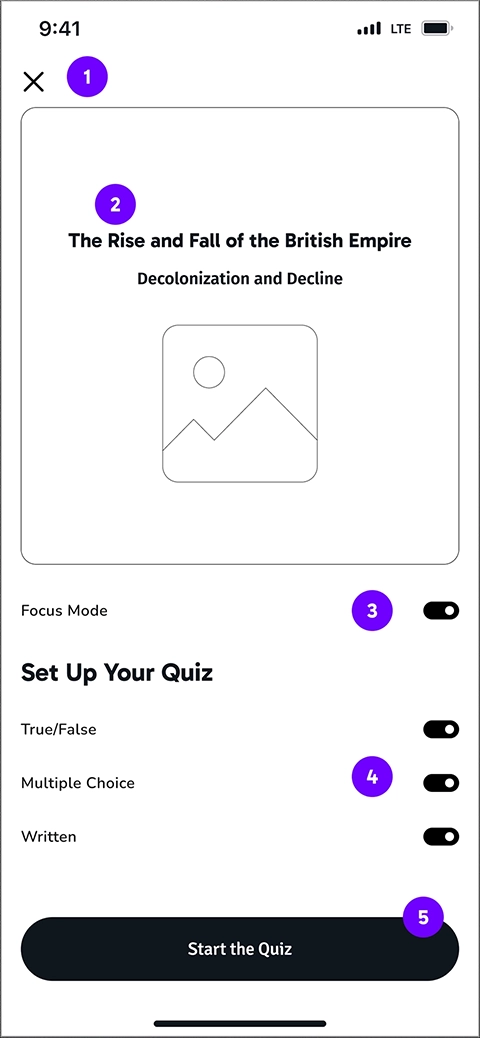 9:41 LTE
1
2
The Rise and Fall of the British Empire
Decolonization and Decline
Focus Mode 3
Set Up Your Quiz
True/False
Multiple Choice 4
Written
5
Start the Quiz